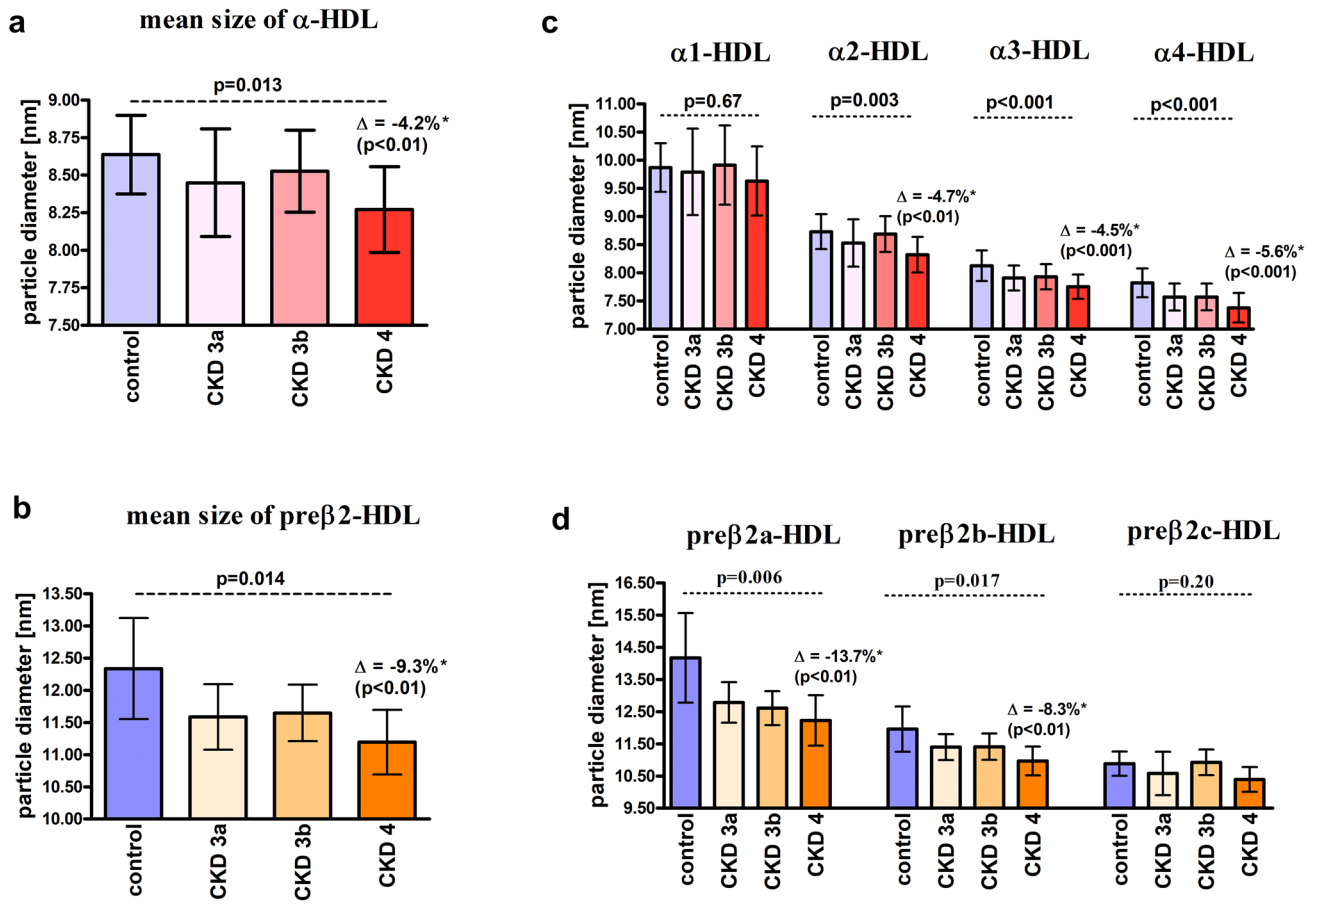 a
mean size of α-HDL
p=0.013
Δ = -4.2%*
(p<0.01)
particle diameter [nm]
9.00
8.75
8.50
8.25
8.00
7.75
7.50
control
CKD 3a
CKD 3b
CKD 4
c
α1-HDL
α2-HDL
α3-HDL
α4-HDL
p=0.67
p=0.003
p<0.001
p<0.001
Δ = -4.7%*
(p<0.01)
Δ = -4.5%*
(p<0.001)
Δ = -5.6%*
(p<0.001)
particle diameter [nm]
11.00
10.50
10.00
9.50
9.00
8.50
8.00
7.50
7.00
control
CKD 3a
CKD 3b
CKD 4
control
CKD 3a
CKD 3b
CKD 4
control
CKD 3a
CKD 3b
CKD 4
control
CKD 3a
CKD 3b
CKD 4
b
mean size of preβ2-HDL
p=0.014
Δ = -9.3%*
(p<0.01)
particle diameter [nm]
13.50
13.00
12.50
12.00
11.50
11.00
10.50
10.00
control
CKD 3a
CKD 3b
CKD 4
d
preβ2a-HDL
preβ2b-HDL
preβ2c-HDL
p=0.006
p=0.017
p=0.20
Δ = -13.7%*
(p<0.01)
Δ = -8.3%*
(p<0.01)
particle diameter [nm]
16.50
15.50
14.50
13.50
12.50
11.50
10.50
9.50
control
CKD 3a
CKD 3b
CKD 4
control
CKD 3a
CKD 3b
CKD 4
control
CKD 3a
CKD 3b
CKD 4